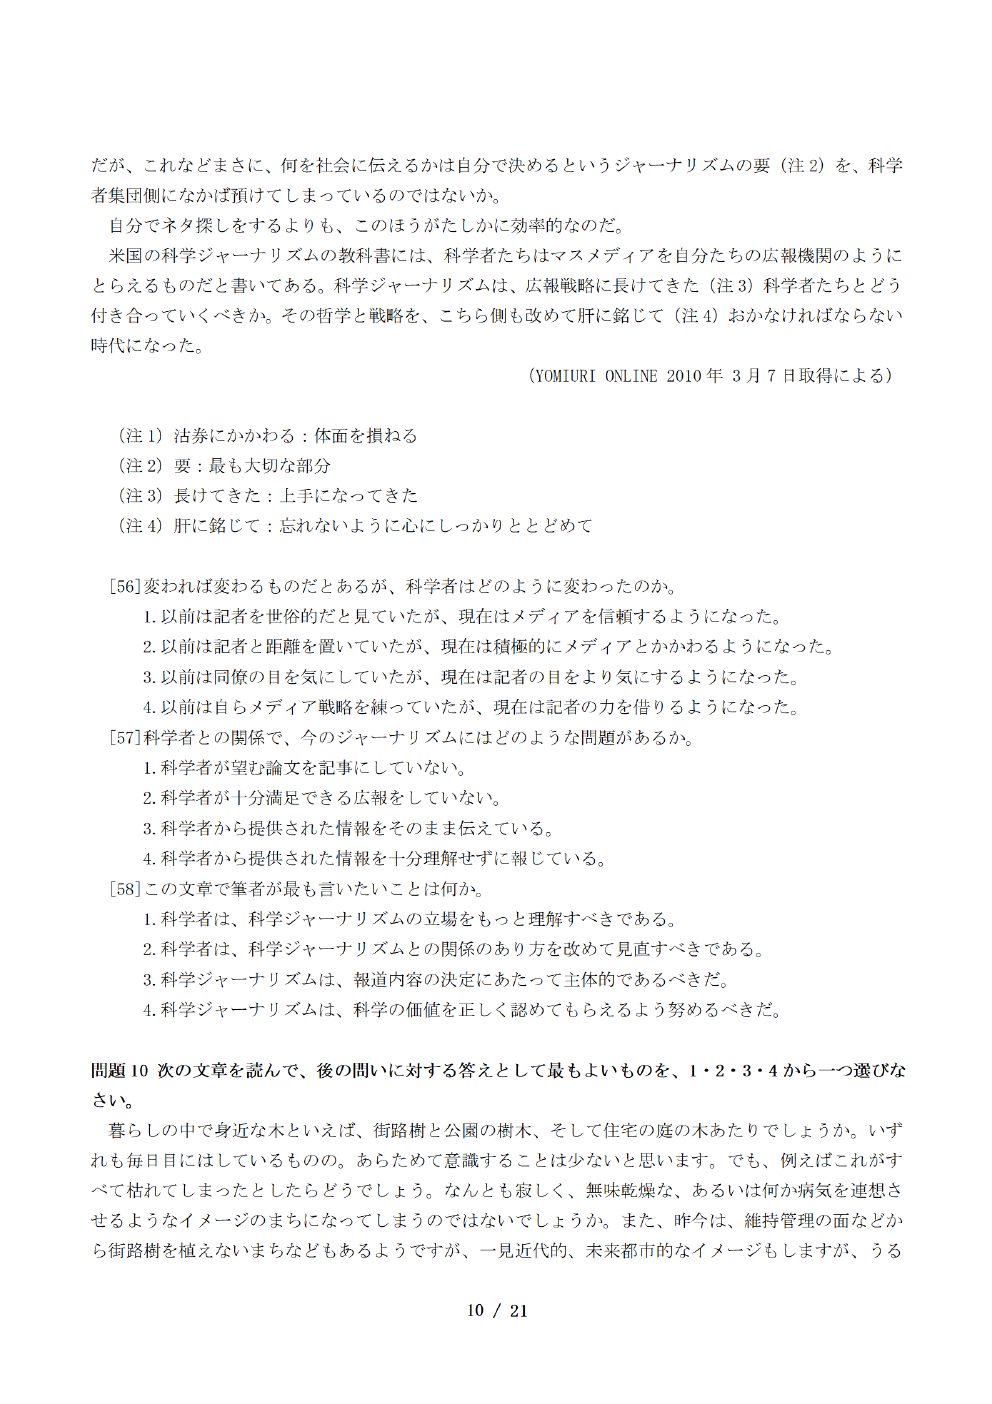 だが、これなどまさに、何を社会に伝えるかは自分で決めるというジャーナリズムの要（注2）を、科学
者集団側になかば預けてしまっているのではないか。
自分でネタ探しをするよりも、このほうがたしかに効率的なのだ。
米国の科学ジャーナリズムの教科書には、科学者たちはマスメディアを自分たちの広報機関のように
とらえるものだと書いてある。科学ジャーナリズムは、広報戦略に長けてきた（注3）科学者たちとどう
付き合っていくべきか。その哲学と戦略を、こちら側も改めて肝に銘じて（注4）おかなければならない
時代になった。
（YOMIURI ONLINE 2010年 3月7日取得による）
（注1）沽券にかかわる：体面を損ねる
（注2）要：最も大切な部分
（注3）長けてきた：上手になってきた
（注4）肝に銘じて：忘れないように心にしっかりととどめて
[56]変われば変わるものだとあるが、科学者はどのように変わったのか。
1.以前は記者を世俗的だと見ていたが、現在はメディアを信頼するようになった。
2.以前は記者と距離を置いていたが、現在は積極的にメディアとかかわるようになった。
3.以前は同僚の目を気にしていたが、現在は記者の目をより気にするようになった。
4.以前は自らメディア戦略を練っていたが、現在は記者の力を借りるようになった。
[57]科学者との関係で、今のジャーナリズムにはどのような問題があるか。
1.科学者が望む論文を記事にしていない。
2.科学者が十分満足できる広報をしていない。
3.科学者から提供された情報をそのまま伝えている。
4.科学者から提供された情報を十分理解せずに報じている。
[58]この文章で筆者が最も言いたいことは何か。
1.科学者は、科学ジャーナリズムの立場をもっと理解すべきである。
2.科学者は、科学ジャーナリズムとの関係のあり方を改めて見直すべきである。
3.科学ジャーナリズムは、報道内容の決定にあたって主体的であるべきだ。
4.科学ジャーナリズムは、科学の価値を正しく認めてもらえるよう努めるべきだ。
問題10 次の文章を読んで、後の問いに対する答えとして最もよいものを、1・2・3・4から一つ選びな
さい。
暮らしの中で身近な木といえば、街路樹と公園の樹木、そして住宅の庭の木あたりでしょうか。いず
れも毎日目にはしているものの。あらためて意識することは少ないと思います。でも、例えばこれがす
べて枯れてしまったとしたらどうでしょう。なんとも寂しく、無味乾燥な、あるいは何か病気を連想さ
せるようなイメージのまちになってしまうのではないでしょうか。また、昨今は、維持管理の面などか
ら街路樹を植えないまちなどもあるようですが、一見近代的、未来都市的なイメージもしますが、うる
10 / 21